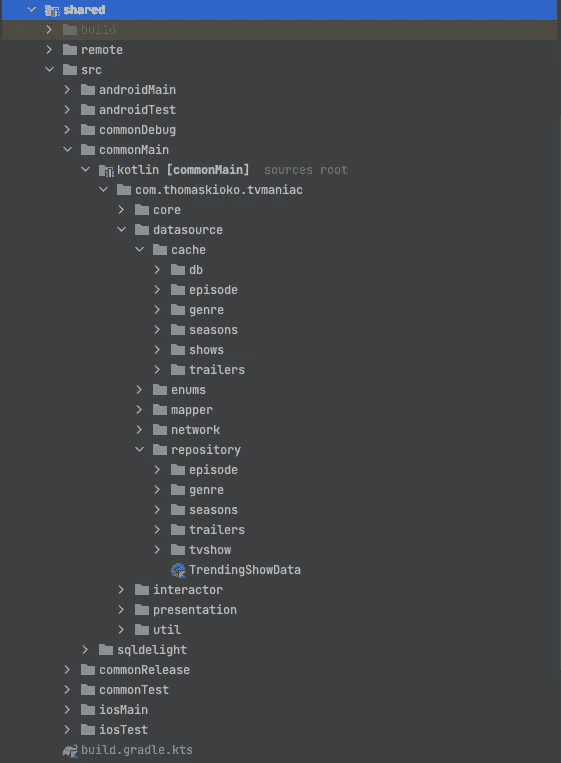 shared
build
remote
src
androidMain
androidTest
commonDebug
commonMain
kotlin [commonMain] sources root
com.thomaskioko.tvmaniac
core
datasource
cache
db
episode
genre
seasons
shows
trailers
enums
mapper
network
repository
episode
genre
seasons
trailers
tvshow
TrendingShowData
interactor
presentation
util
sqldelight
commonRelease
commonTest
iosMain
iosTest
build.gradle.kts